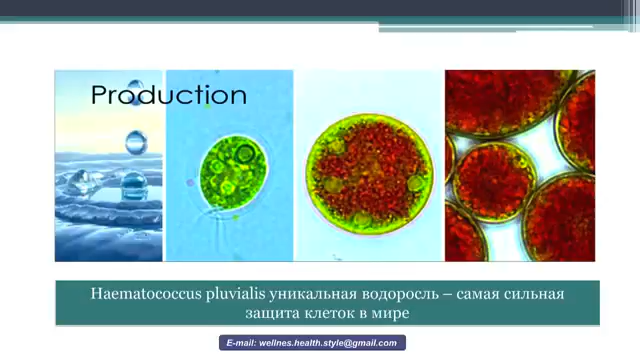 Production
Haematococcus pluvialis уникальная водоросль – самая сильная
защита клеток в мире
E-mail: wellnes.health.style@gmail.com